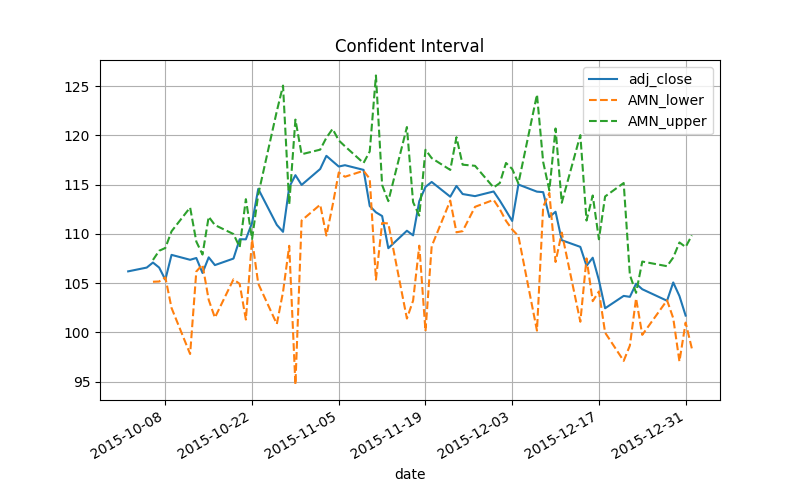 Confident Interval
adj_close
AMN_lower
AMN_upper
125
120
115
110
105
100
95
2015-10-08
2015-10-22
2015-11-05
2015-11-19
2015-12-03
2015-12-17
2015-12-31
date